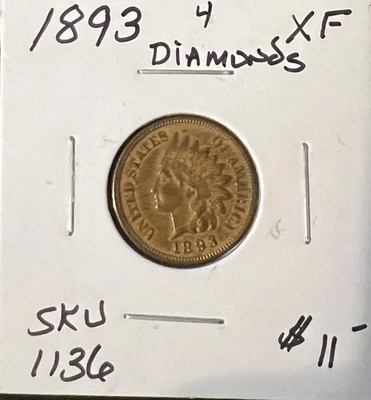 1893 4 XF
DIAMONDS
UNITED STATES OF AMERICA
1893
SKU
1136
$11-